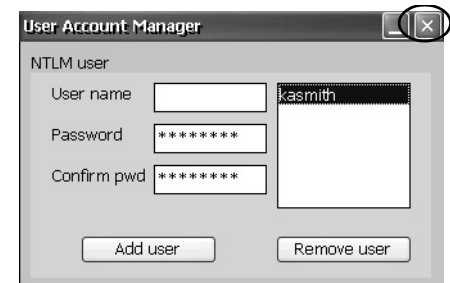 User Account Manager
NTLM user
User name
kasmith
Password ********
Confirm pwd ********
Add user Remove user